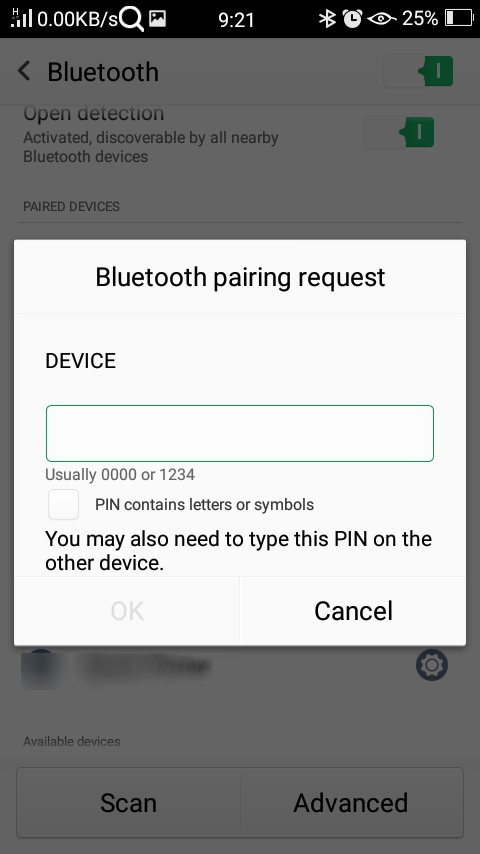 H 0.00KB/s 9:21 25%
Bluetooth
Open detection
Activated, discoverable by all nearby
Bluetooth devices
PAIRED DEVICES
Bluetooth pairing request
DEVICE
Usually 0000 or 1234
PIN contains letters or symbols
You may also need to type this PIN on the
other device.
OK Cancel
Available devices
Scan Advanced